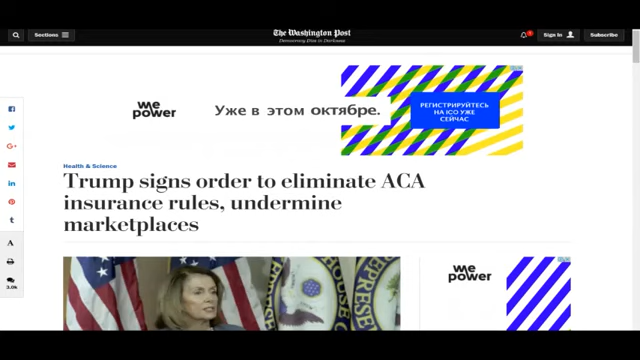 Sections
The Washington Post
Democracy Dies in Darkness
Sign In
Subscribe
we
power
Уже в этом октябре.
РЕГИСТРИРУЙТЕСЬ
НА ICO УЖЕ
СЕЙЧАС
Health & Science
Trump signs order to eliminate ACA
insurance rules, undermine
marketplaces
A
3.0k
we
power